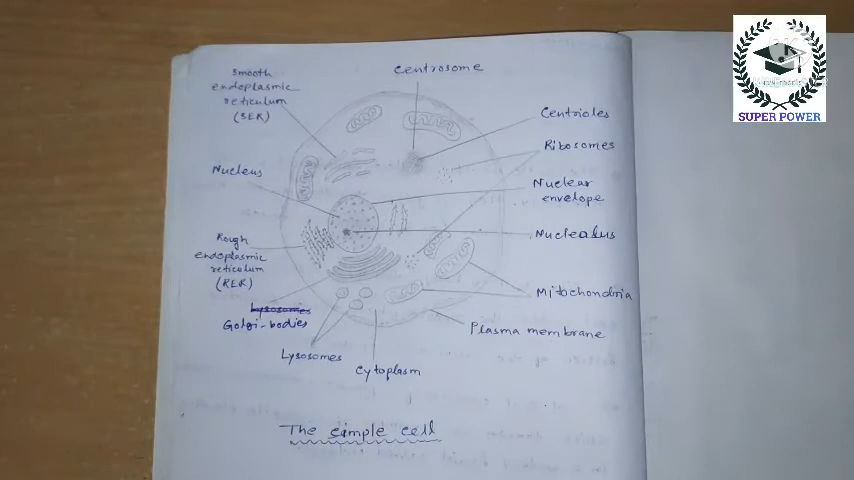 Smooth
endoplasmic
reticulum
(SER)
Centrosome
Centrioles
Ribosomes
Nucleus
Nuclear
envelope
Nucleolus
Rough
endoplasmic
reticulum
(RER)
Mitochondria
Lysosomes
Golgi-bodies
Plasma membrane
Lysosomes
Cytoplasm
The cimple cell
SUPER POWER